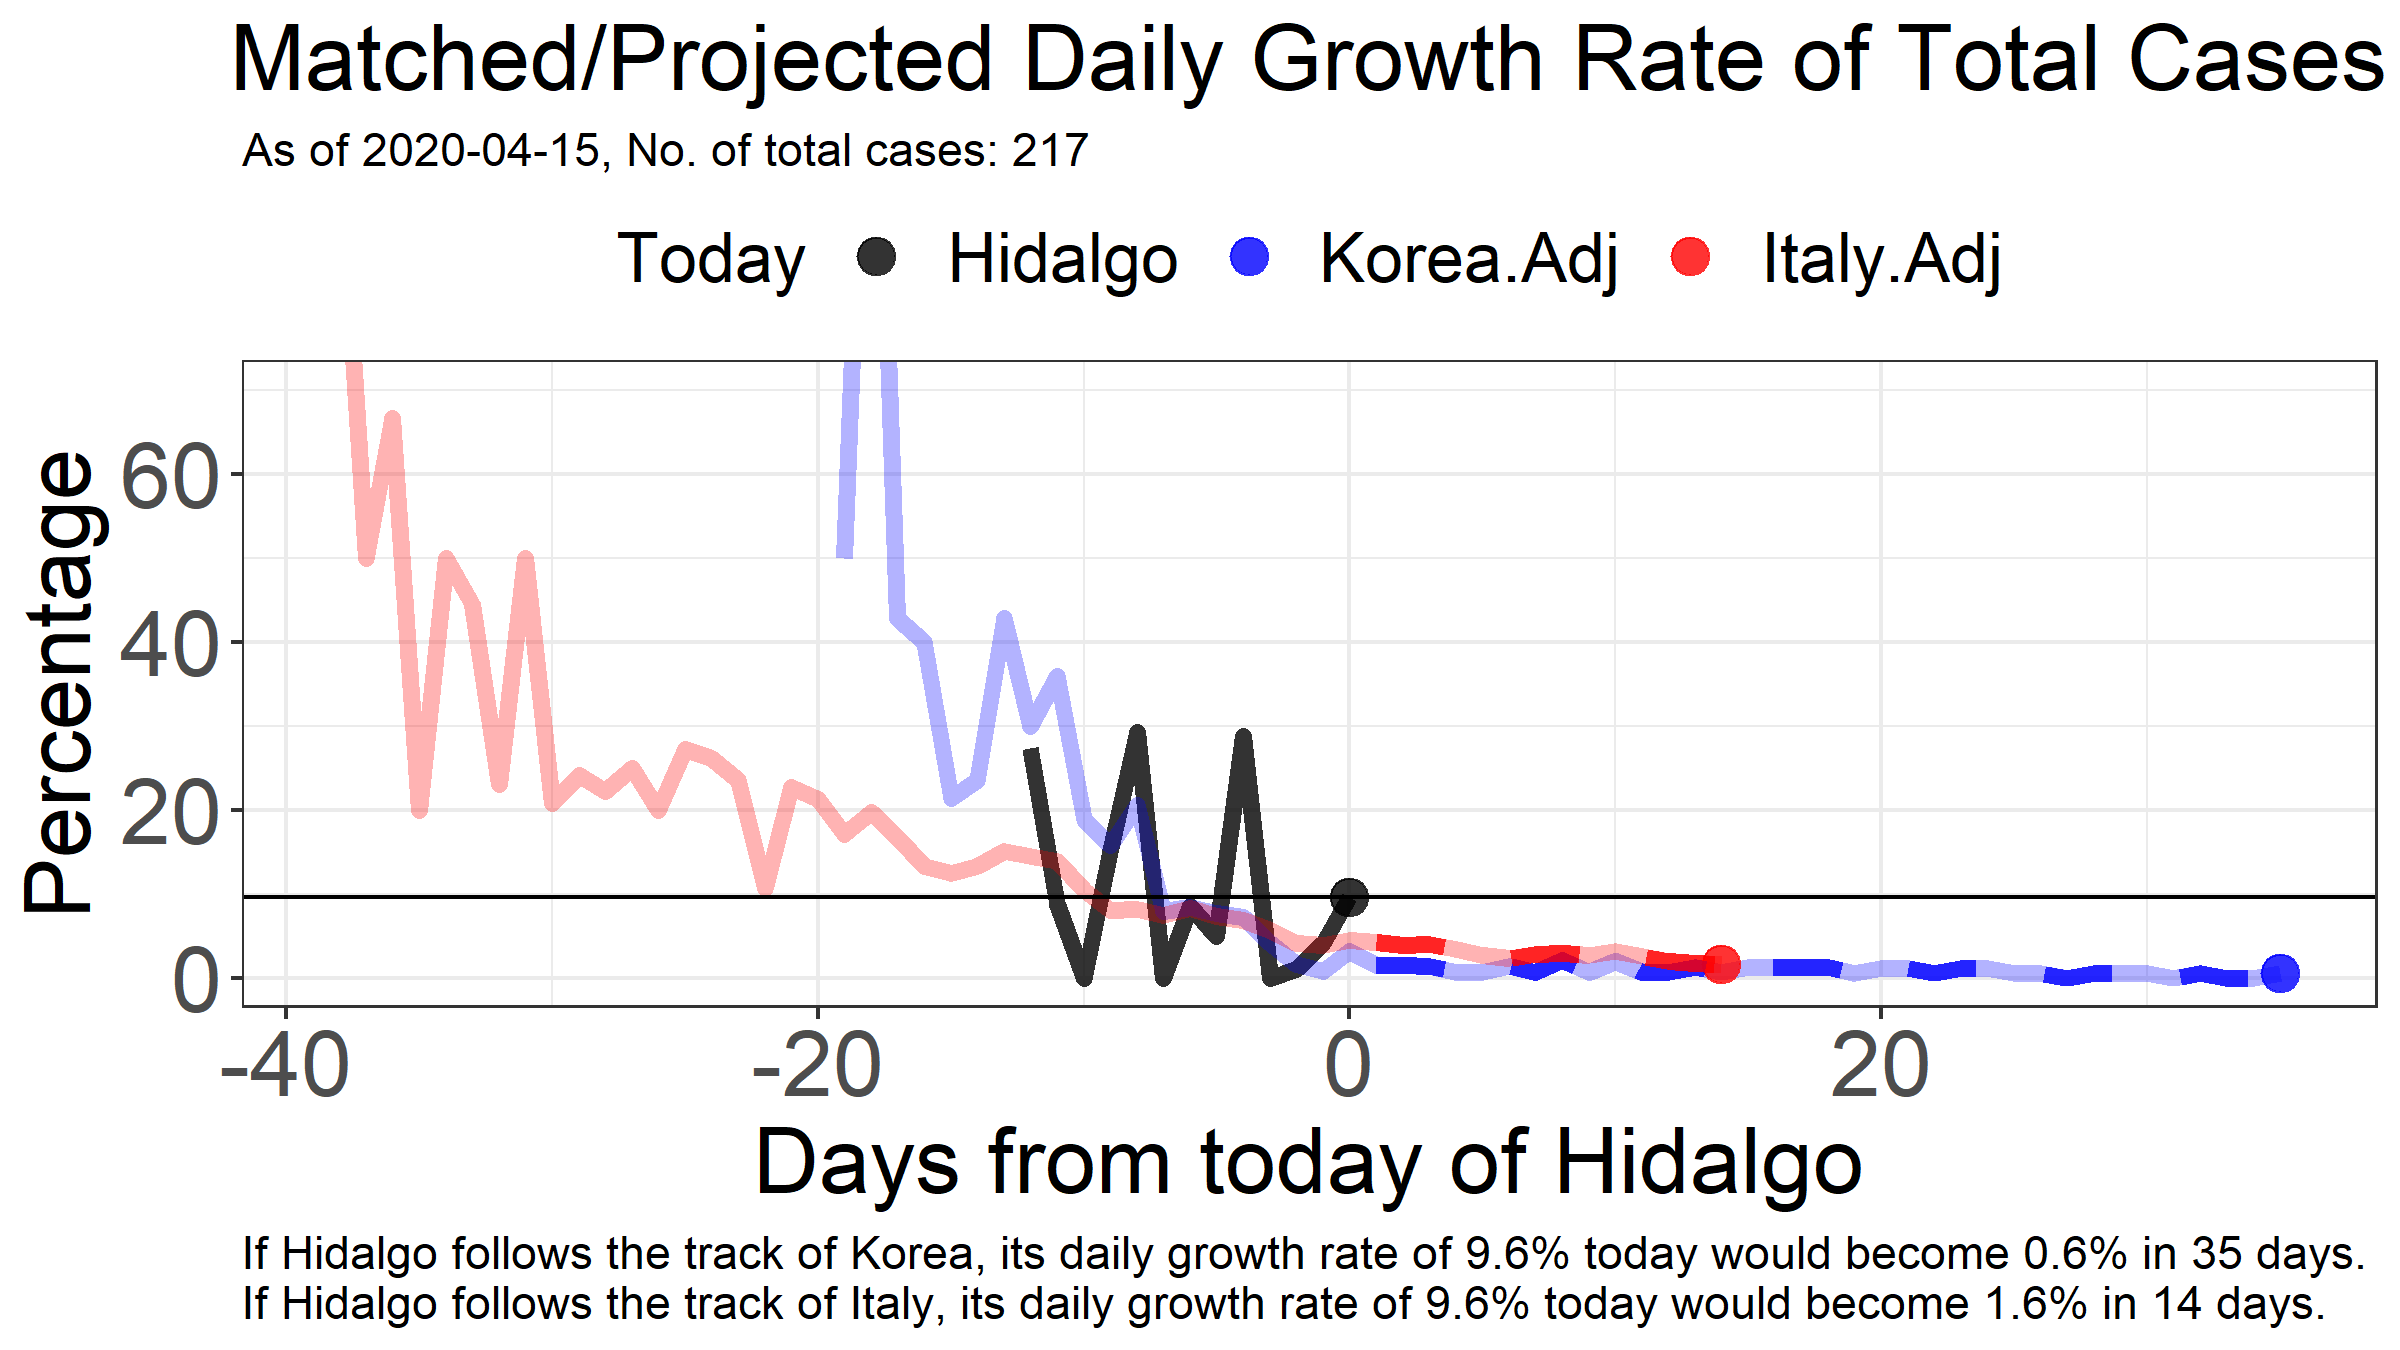 Matched/Projected Daily Growth Rate of Total Cases
As of 2020-04-15, No. of total cases: 217
Today Hidalgo Korea.Adj Italy.Adj
Percentage
60
40
20
0
-40 -20 0 20
Days from today of Hidalgo
If Hidalgo follows the track of Korea, its daily growth rate of 9.6% today would become 0.6% in 35 days.
If Hidalgo follows the track of Italy, its daily growth rate of 9.6% today would become 1.6% in 14 days.